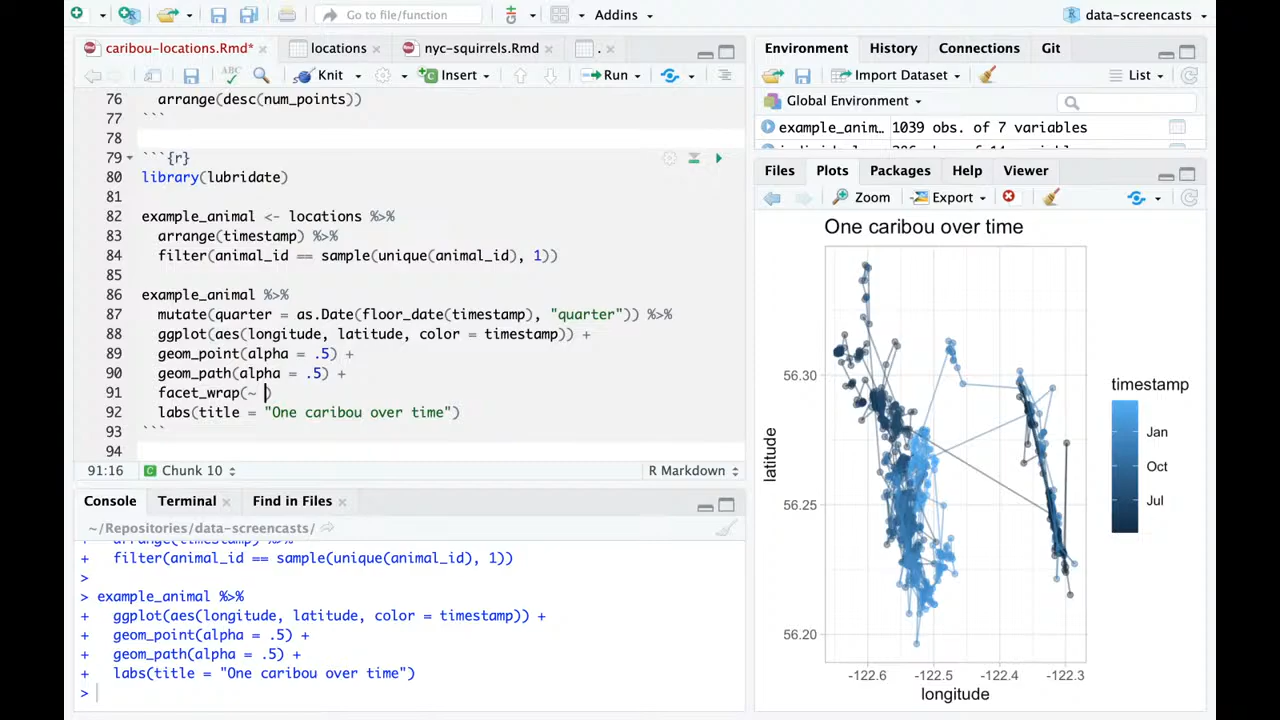 Go to file/function
Addins
data-screencasts
caribou-locations.Rmd*
locations
nyc-squirrels.Rmd
.
ABC
Knit
Insert
Run
76 arrange(desc(num_points))
77 ```
78
79 ```{r}
80 library(lubridate)
81
82 example_animal <- locations %>%
83 arrange(timestamp) %>%
84 filter(animal_id == sample(unique(animal_id), 1))
85
86 example_animal %>%
87 mutate(quarter = as.Date(floor_date(timestamp), "quarter")) %>%
88 ggplot(aes(longitude, latitude, color = timestamp)) +
89 geom_point(alpha = .5) +
90 geom_path(alpha = .5) +
91 facet_wrap(~ )
92 labs(title = "One caribou over time")
93 ```
94
91:16 Chunk 10 R Markdown
Console Terminal Find in Files
~/Repositories/data-screencasts/
+ arrange(timestamp) %>%
+ filter(animal_id == sample(unique(animal_id), 1))
>
> example_animal %>%
+ ggplot(aes(longitude, latitude, color = timestamp)) +
+ geom_point(alpha = .5) +
+ geom_path(alpha = .5) +
+ labs(title = "One caribou over time")
>
Environment History Connections Git
Import Dataset List
Global Environment
example_anim… 1039 obs. of 7 variables
Files Plots Packages Help Viewer
Zoom Export
One caribou over time
56.30
56.25
56.20
latitude
-122.6 -122.5 -122.4 -122.3
longitude
timestamp
Jan
Oct
Jul